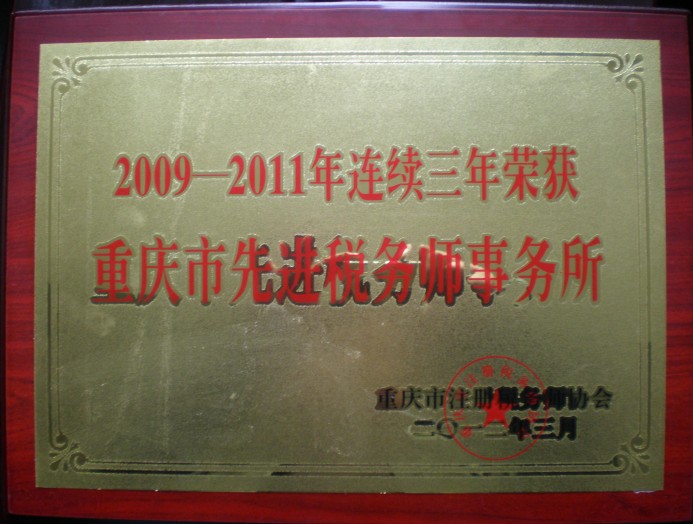 2009—2011年连续三年荣获
重庆市先进税务师事务所
重庆市注册税务师协会
二〇一二年三月